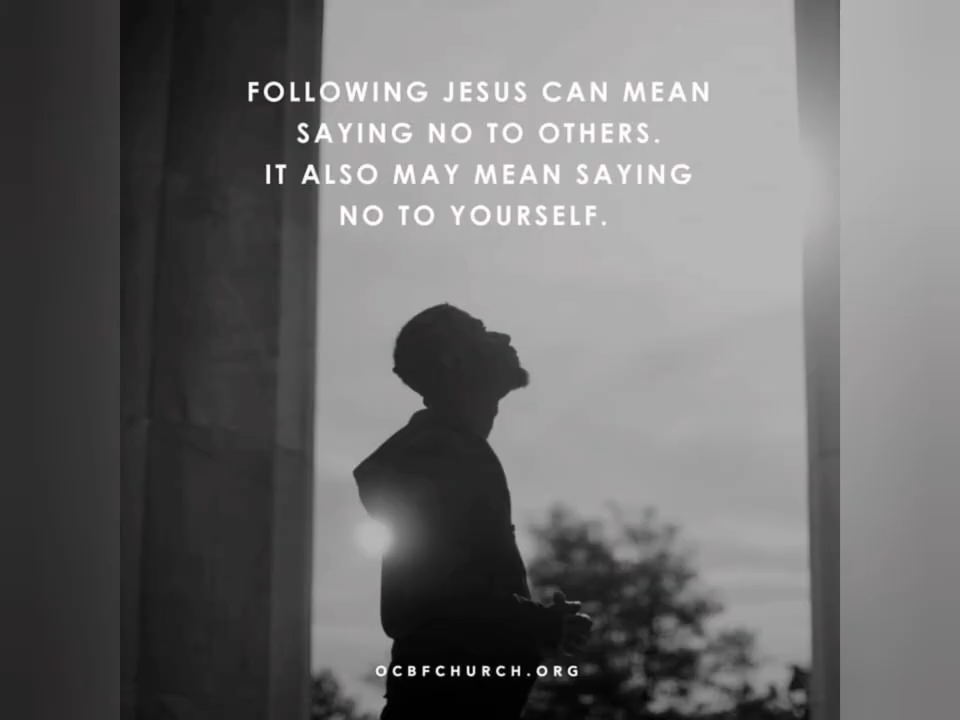 FOLLOWING JESUS CAN MEAN
SAYING NO TO OTHERS.
IT ALSO MAY MEAN SAYING
NO TO YOURSELF.
OCBFCHURCH.ORG